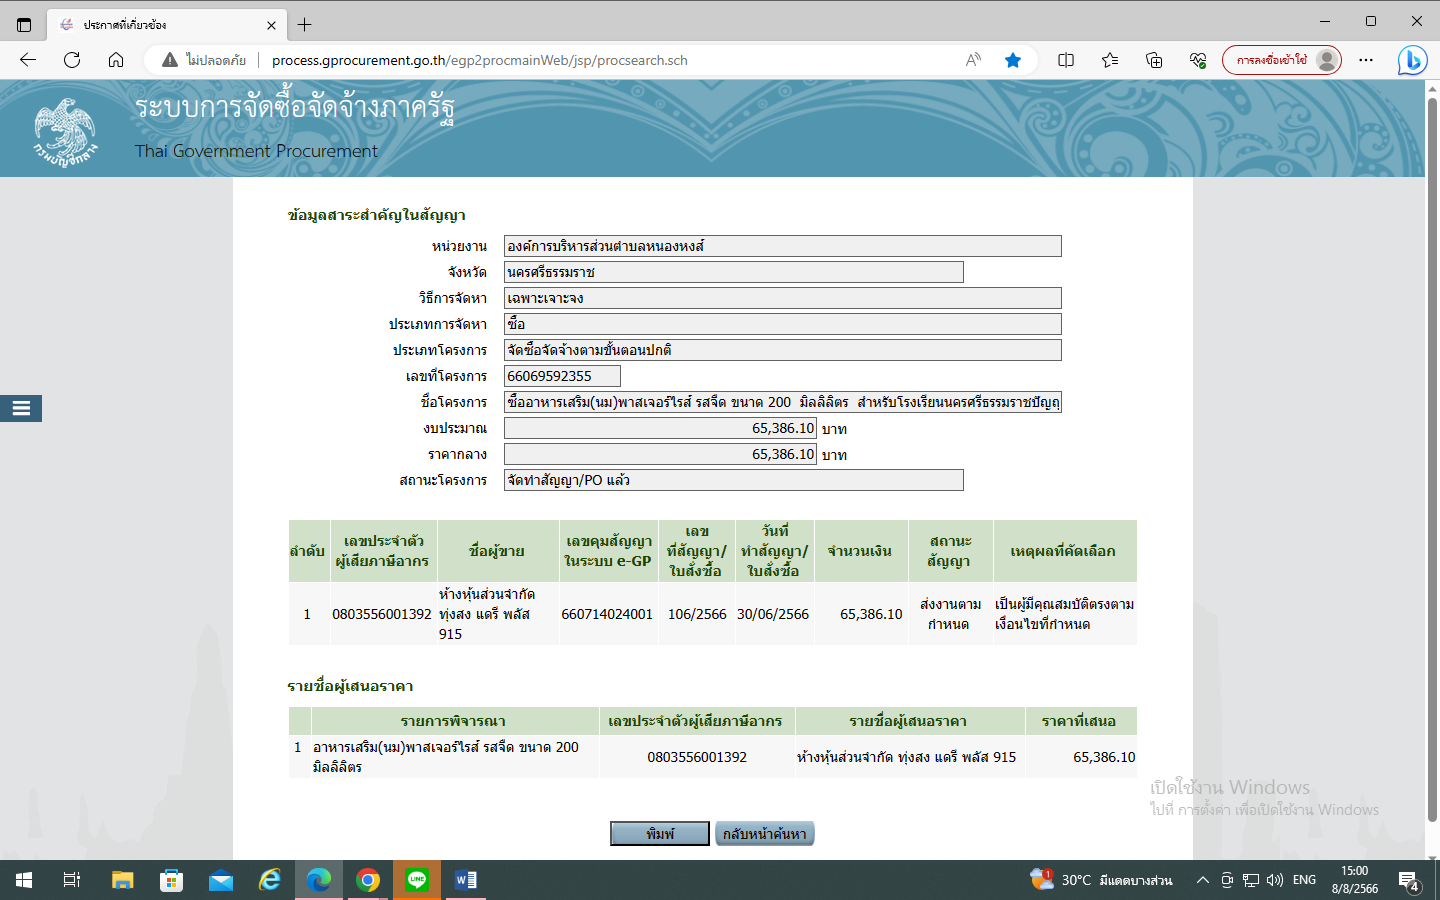 ประกาศที่เกี่ยวข้อง
ไม่ปลอดภัย process.gprocurement.go.th/egp2procmainWeb/jsp/procsearch.sch การลงชื่อเข้าใช้
ระบบการจัดซื้อจัดจ้างภาครัฐ
Thai Government Procurement
กรมบัญชีกลาง
ข้อมูลสาระสำคัญในสัญญา
หน่วยงาน องค์การบริหารส่วนตำบลหนองหงส์
จังหวัด นครศรีธรรมราช
วิธีการจัดหา เฉพาะเจาะจง
ประเภทการจัดหา ซื้อ
ประเภทโครงการ จัดซื้อจัดจ้างตามขั้นตอนปกติ
เลขที่โครงการ 66069592355
ชื่อโครงการ ซื้ออาหารเสริม(นม)พาสเจอร์ไรส์ รสจืด ขนาด 200 มิลลิลิตร สำหรับโรงเรียนนครศรีธรรมราชปัญญ
งบประมาณ 65,386.10 บาท
ราคากลาง 65,386.10 บาท
สถานะโครงการ จัดทำสัญญา/PO แล้ว
ลำดับ เลขประจำตัวผู้เสียภาษีอากร ชื่อผู้ขาย เลขคุมสัญญาในระบบ e-GP เลขที่สัญญา/ใบสั่งซื้อ วันที่ทำสัญญา/ใบสั่งซื้อ จำนวนเงิน สถานะสัญญา เหตุผลที่คัดเลือก
1 0803556001392 ห้างหุ้นส่วนจำกัด ทุ่งสง แดรี่ พลัส 915 660714024001 106/2566 30/06/2566 65,386.10 ส่งงานตามกำหนด เป็นผู้มีคุณสมบัติตรงตามเงื่อนไขที่กำหนด
รายชื่อผู้เสนอราคา
รายการพิจารณา เลขประจำตัวผู้เสียภาษีอากร รายชื่อผู้เสนอราคา ราคาที่เสนอ
1 อาหารเสริม(นม)พาสเจอร์ไรส์ รสจืด ขนาด 200 มิลลิลิตร 0803556001392 ห้างหุ้นส่วนจำกัด ทุ่งสง แดรี่ พลัส 915 65,386.10
เปิดใช้งาน Windows
ไปที่ การตั้งค่า เพื่อเปิดใช้งาน Windows
พิมพ์ กลับหน้าค้นหา
1 30°C มีแดดบางส่วน ENG 15:00
8/8/2566 4